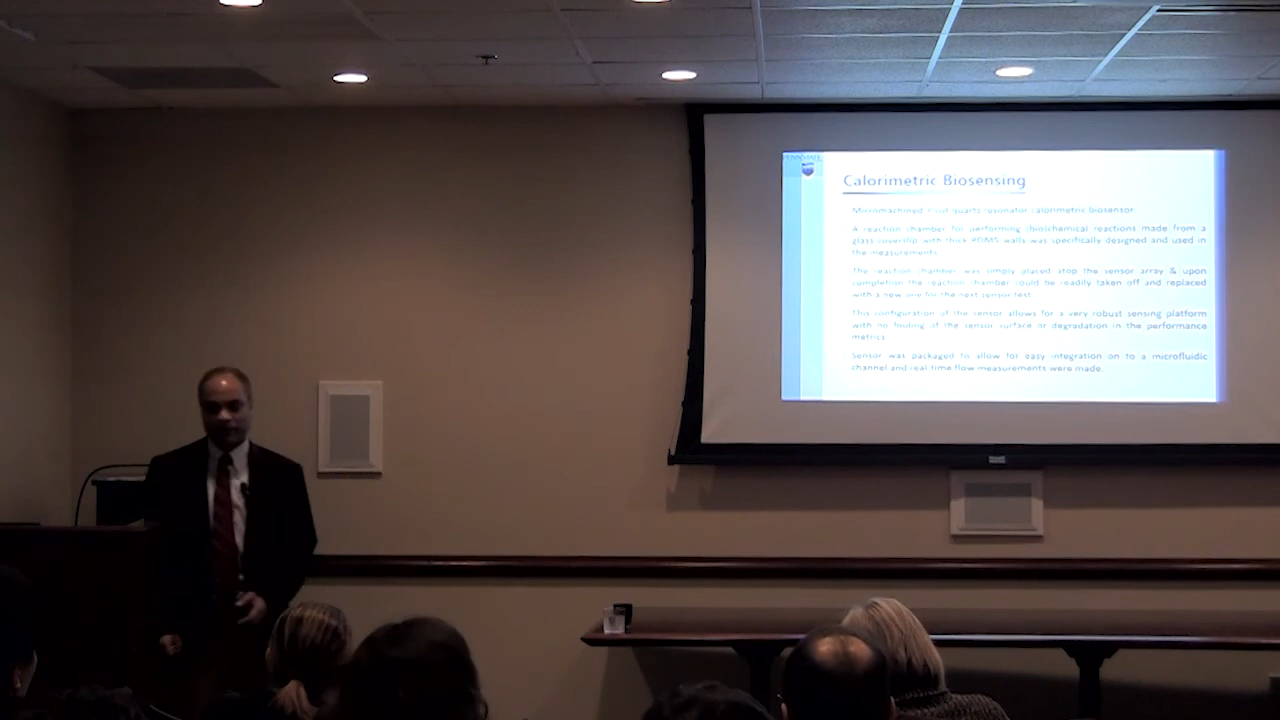 PENNSTATE
Calorimetric Biosensing
Micromachined Y-cut quartz resonator calorimetric biosensor
A reaction chamber for performing (bio)chemical reactions made from a
glass coverslip with thick PDMS walls was specifically designed and used in
the measurements
The reaction chamber was simply placed atop the sensor array & upon
completion the reaction chamber could be readily taken off and replaced
with a new one for the next sensor test
This configuration of the sensor allows for a very robust sensing platform
with no fouling of the sensor surface or degradation in the performance
metrics
Sensor was packaged to allow for easy integration on to a microfluidic
channel and real time flow measurements were made.